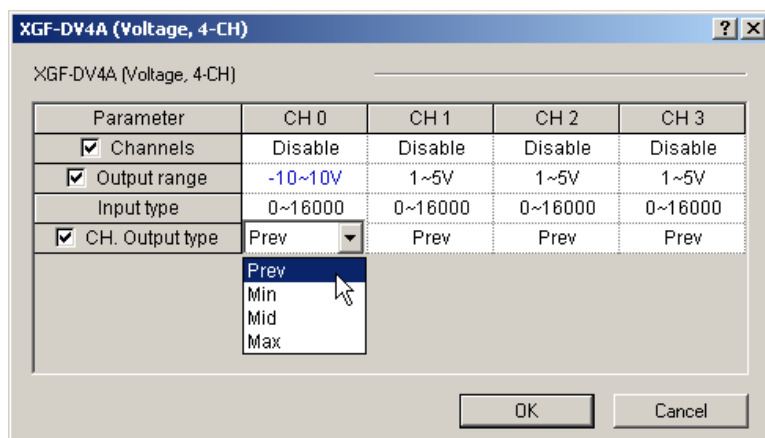 XGF-DV4A (Voltage, 4-CH)
XGF-DV4A (Voltage, 4-CH)
Parameter CH 0 CH 1 CH 2 CH 3
Channels Disable Disable Disable Disable
Output range -10~10V 1~5V 1~5V 1~5V
Input type 0~16000 0~16000 0~16000 0~16000
CH. Output type Prev Prev Prev Prev
Prev
Min
Mid
Max
OK Cancel